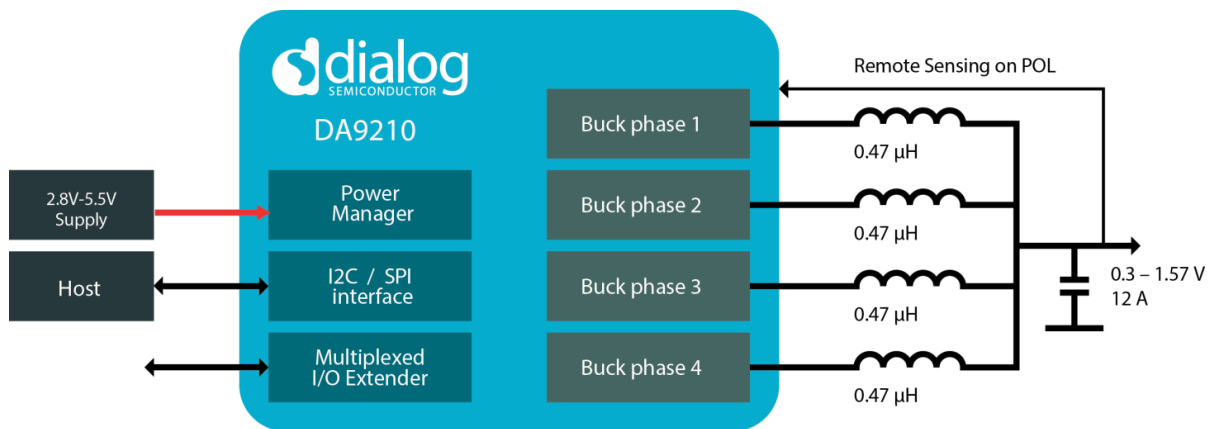 dialog
SEMICONDUCTOR
DA9210
2.8V-5.5V
Supply
Host
Power
Manager
I2C / SPI
interface
Multiplexed
I/O Extender
Buck phase 1
Buck phase 2
Buck phase 3
Buck phase 4
Remote Sensing on POL
0.47 µH
0.47 µH
0.47 µH
0.47 µH
0.3 – 1.57 V
12 A